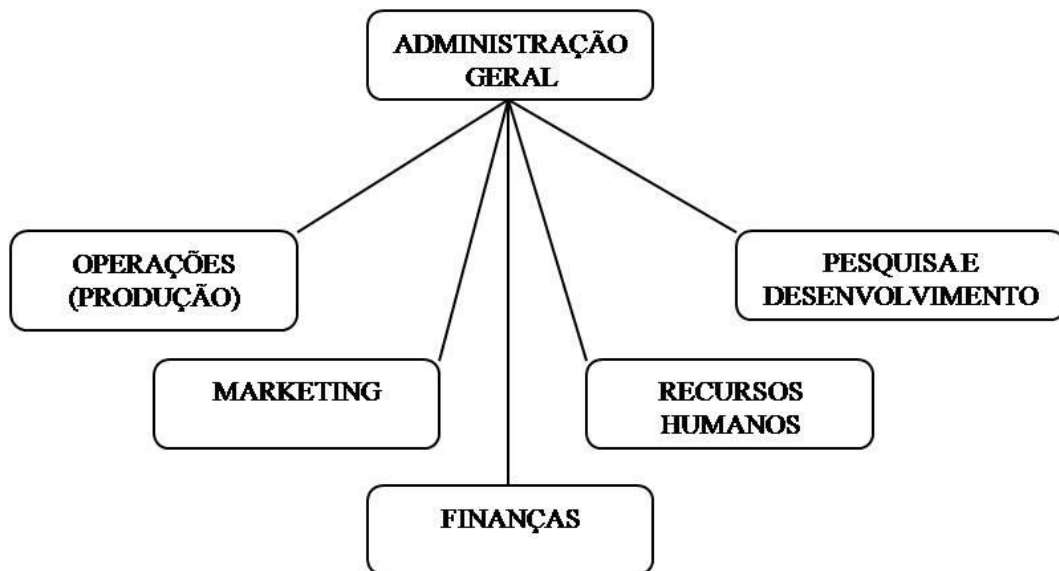 ADMINISTRAÇÃO
GERAL
OPERAÇÕES
(PRODUÇÃO)
PESQUISA E
DESENVOLVIMENTO
MARKETING
RECURSOS
HUMANOS
FINANÇAS